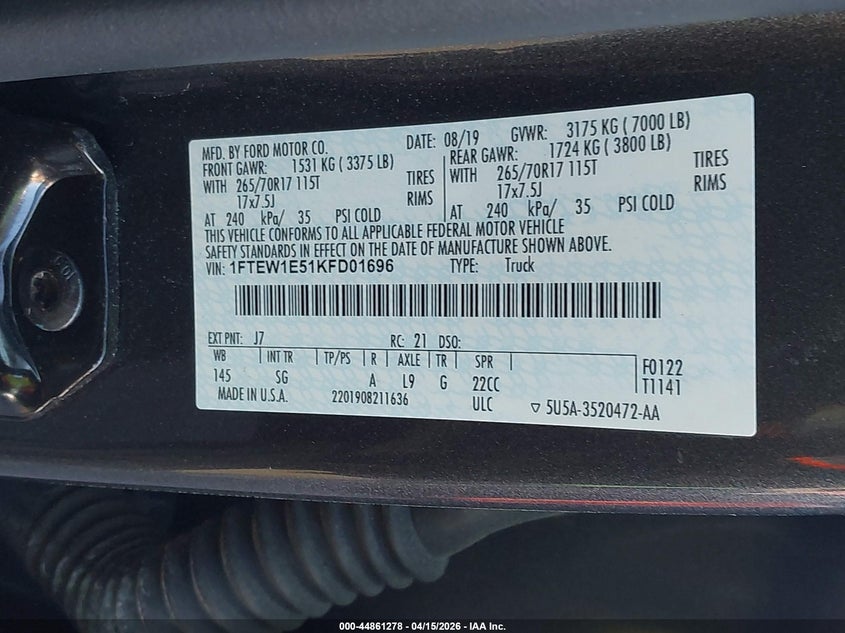 MFD. BY FORD MOTOR CO. DATE: 08/19 GVWR: 3175 KG ( 7000 LB)
FRONT GAWR: 1531 KG ( 3375 LB) REAR GAWR: 1724 KG ( 3800 LB)
WITH 265/70R17 115T TIRES WITH 265/70R17 115T TIRES
17x7.5J RIMS 17x7.5J RIMS
AT 240 kPa/ 35 PSI COLD AT 240 kPa/ 35 PSI COLD
THIS VEHICLE CONFORMS TO ALL APPLICABLE FEDERAL MOTOR VEHICLE
SAFETY STANDARDS IN EFFECT ON THE DATE OF MANUFACTURE SHOWN ABOVE.
VIN: 1FTEW1E51KFD01696 TYPE: Truck
EXT PNT: J7 RC: 21 DSO:
WB INT TR TP/PS R AXLE TR SPR F0122
145 SG A L9 G 22CC T1141
MADE IN U.S.A. 2201908211636 ULC ▽ 5U5A-3520472-AA
000-44861278 - 04/15/2026 - IAA Inc.